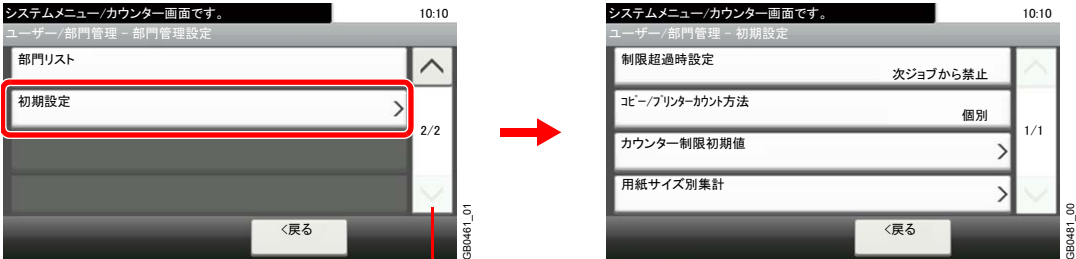 システムメニュー/カウンター画面です。
10:10
ユーザー/部門管理 - 部門管理設定
部門リスト
初期設定
2/2
<戻る
GB0461_01
システムメニュー/カウンター画面です。
10:10
ユーザー/部門管理 - 初期設定
制限超過時設定
次ジョブから禁止
コピー/プリンターカウント方法
個別
カウンター制限初期値
1/1
用紙サイズ別集計
<戻る
GB0481_00